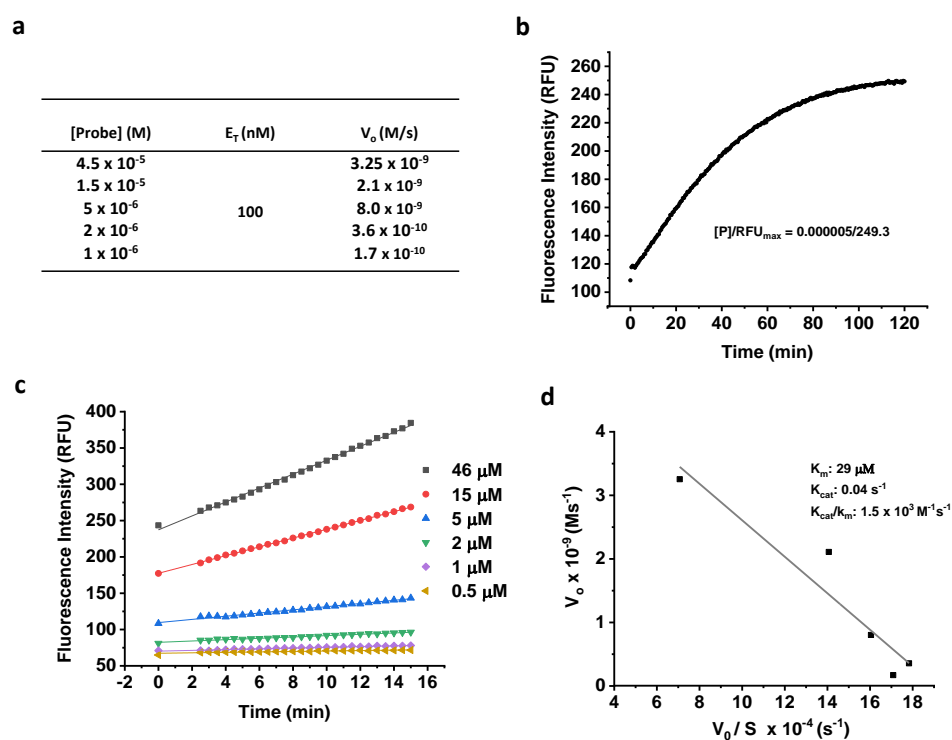 a
[Probe] (M) E_T (nM) V_o (M/s)
4.5 x 10^-5 3.25 x 10^-9
1.5 x 10^-5 2.1 x 10^-9
5 x 10^-6 100 8.0 x 10^-9
2 x 10^-6 3.6 x 10^-10
1 x 10^-6 1.7 x 10^-10
b
Fluorescence Intensity (RFU)
260
240
220
200
180
160
140
120
100
[P]/RFU_max = 0.000005/249.3
0 20 40 60 80 100 120
Time (min)
c
Fluorescence Intensity (RFU)
400
350
300
250
200
150
100
50
46 μM
15 μM
5 μM
2 μM
1 μM
0.5 μM
-2 0 2 4 6 8 10 12 14 16
Time (min)
d
V_o x 10^-9 (Ms^-1)
4
3
2
1
0
K_m: 29 μM
K_cat: 0.04 s^-1
K_cat/k_m: 1.5 x 10^3 M^-1s^-1
4 6 8 10 12 14 16 18
V_0 / S x 10^-4 (s^-1)